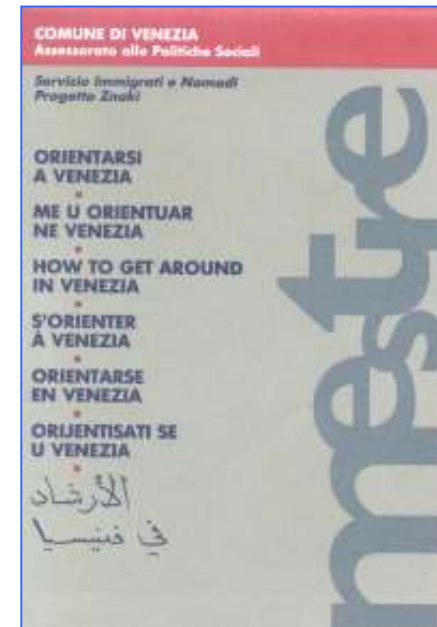 COMUNE DI VENEZIA
Assessorato alle Politiche Sociali
Servizio Immigrati e Nomadi
Progetto Znaki
ORIENTARSI
A VENEZIA
ME U ORIENTUAR
NE VENEZIA
HOW TO GET AROUND
IN VENEZIA
S'ORIENTER
À VENEZIA
ORIENTARSE
EN VENEZIA
ORIJENTISATI SE
U VENEZIA
الأرشاد
في فنيسيا
mestre